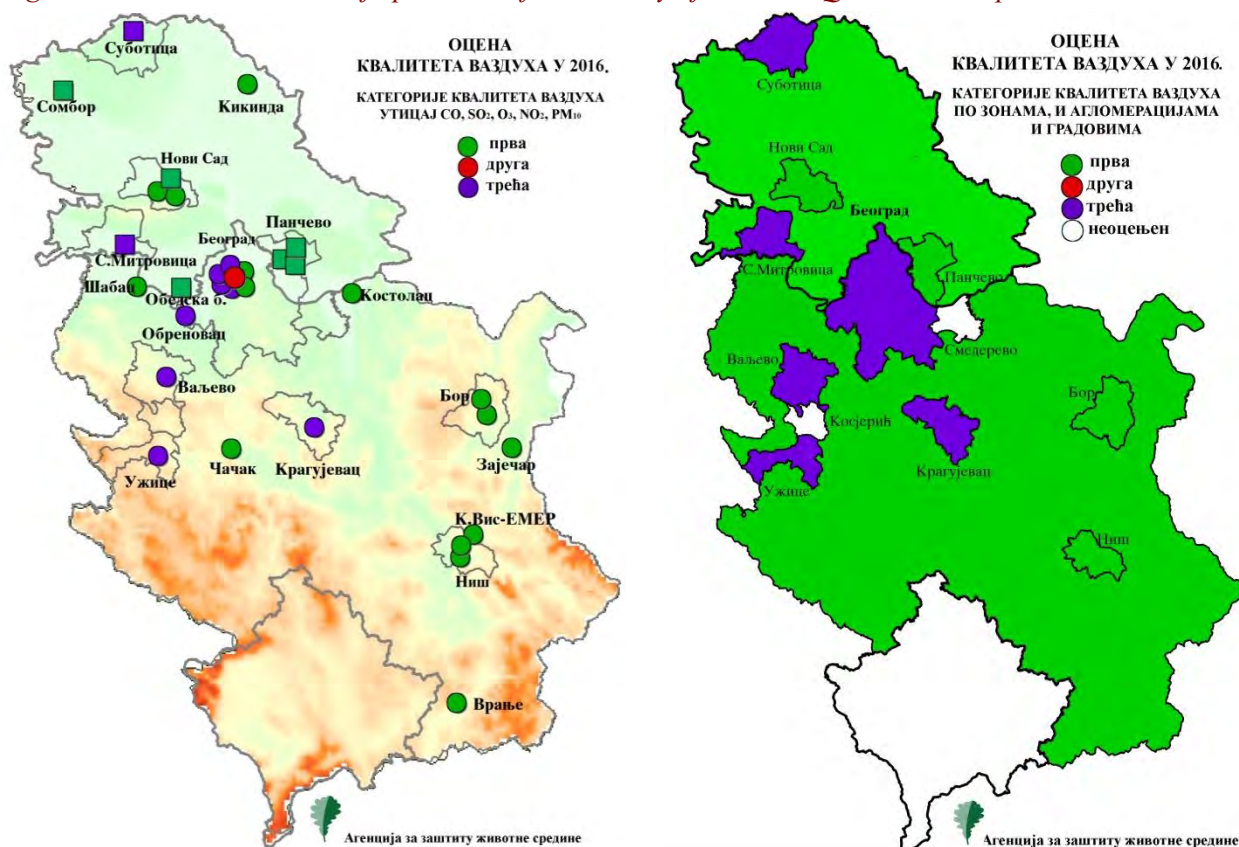 ОЦЕНА
КВАЛИТЕТА ВАЗДУХА У 2016.
КАТЕГОРИЈЕ КВАЛИТЕТА ВАЗДУХА
УТИЦАЈ CO, SO₂, O₃, NO₂, PM₁₀
прва
друга
трећа
Суботица
Сомбор
Кикинда
Нови Сад
Панчево
Београд
С.Митровица
Шабац
Обедска о.
Костолац
Обреновац
Ваљево
Бор
Чачак
Крагујевац
Зајечар
Ужице
К.Вис-ЕМЕР
Ниш
Врање
Агенција за заштиту животне средине
ОЦЕНА
КВАЛИТЕТА ВАЗДУХА У 2016.
КАТЕГОРИЈЕ КВАЛИТЕТА ВАЗДУХА
ПО ЗОНАМА, И АГЛОМЕРАЦИЈАМА
И ГРАДОВИМА
прва
друга
трећа
неоцењен
Суботица
Нови Сад
Београд
С.Митровица
Панчево
Смедерево
Ваљево
Бор
Косјерић
Крагујевац
Ужице
Ниш
Агенција за заштиту животне средине